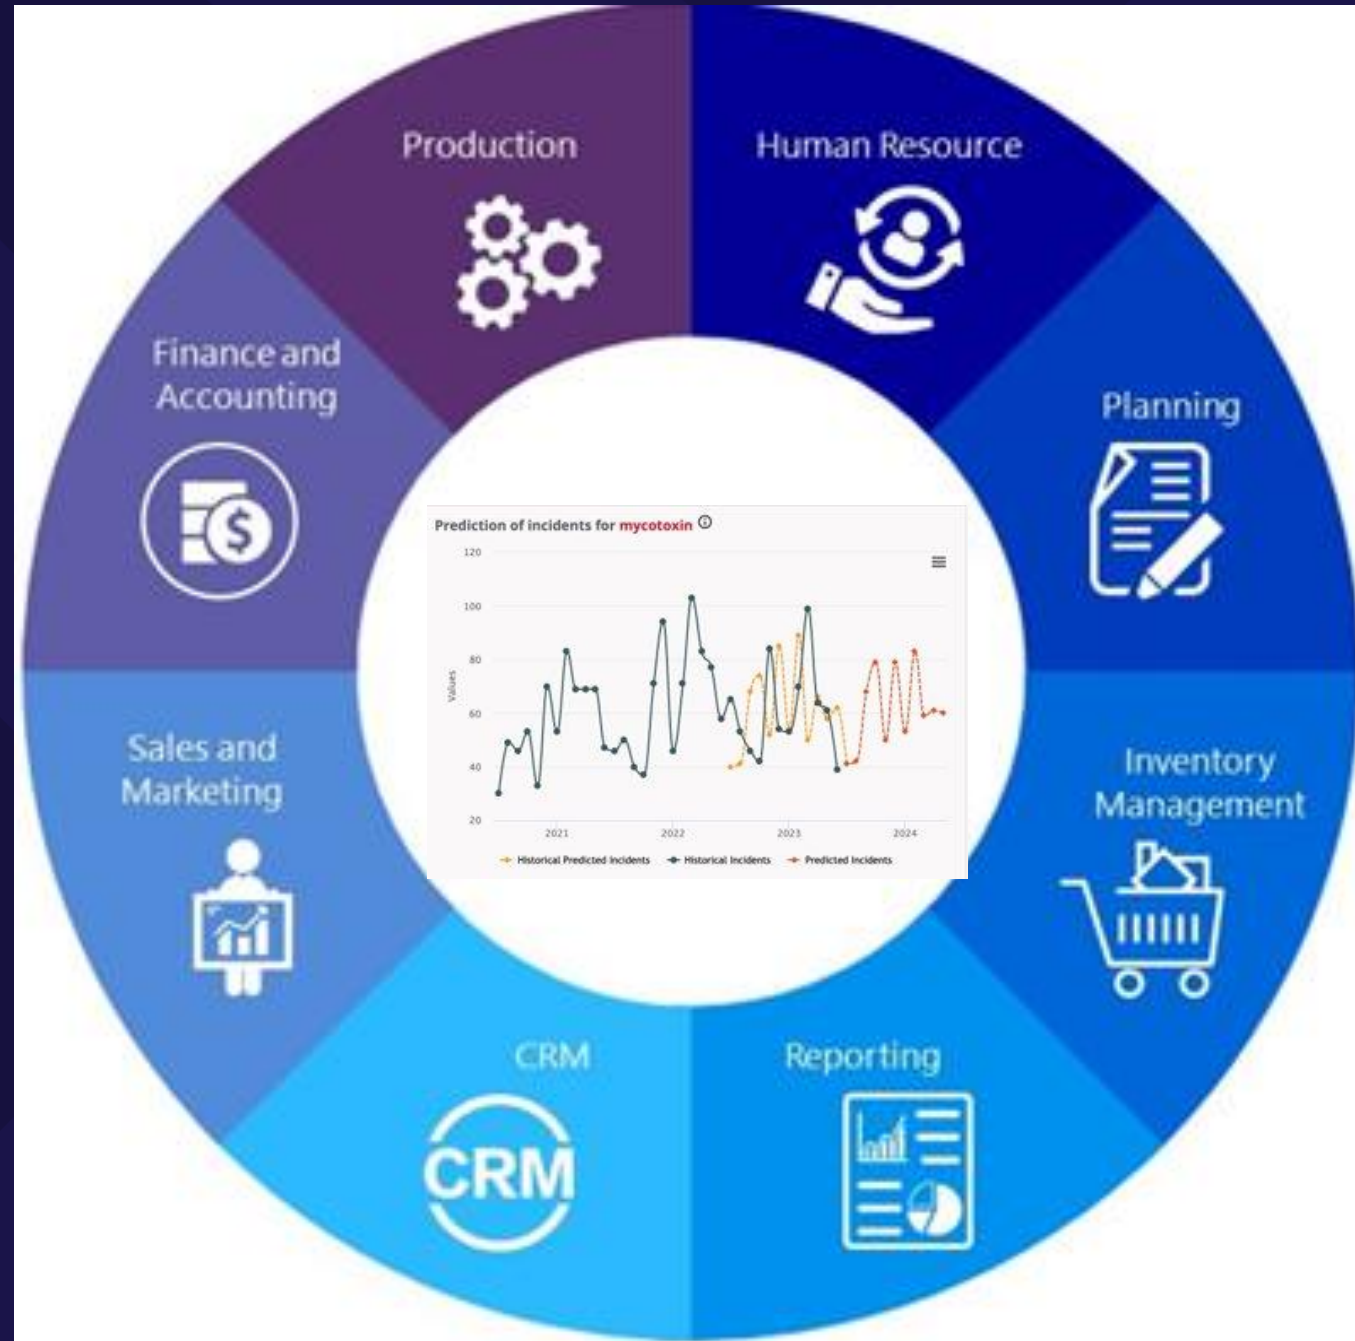 Production
Human Resource
Finance and
Accounting
Planning
Prediction of incidents for mycotoxin
120
100
80
60
40
20
Values
2021
2022
2023
2024
Historical Predicted Incidents
Historical Incidents
Predicted Incidents
Sales and
Marketing
Inventory
Management
CRM
CRM
Reporting